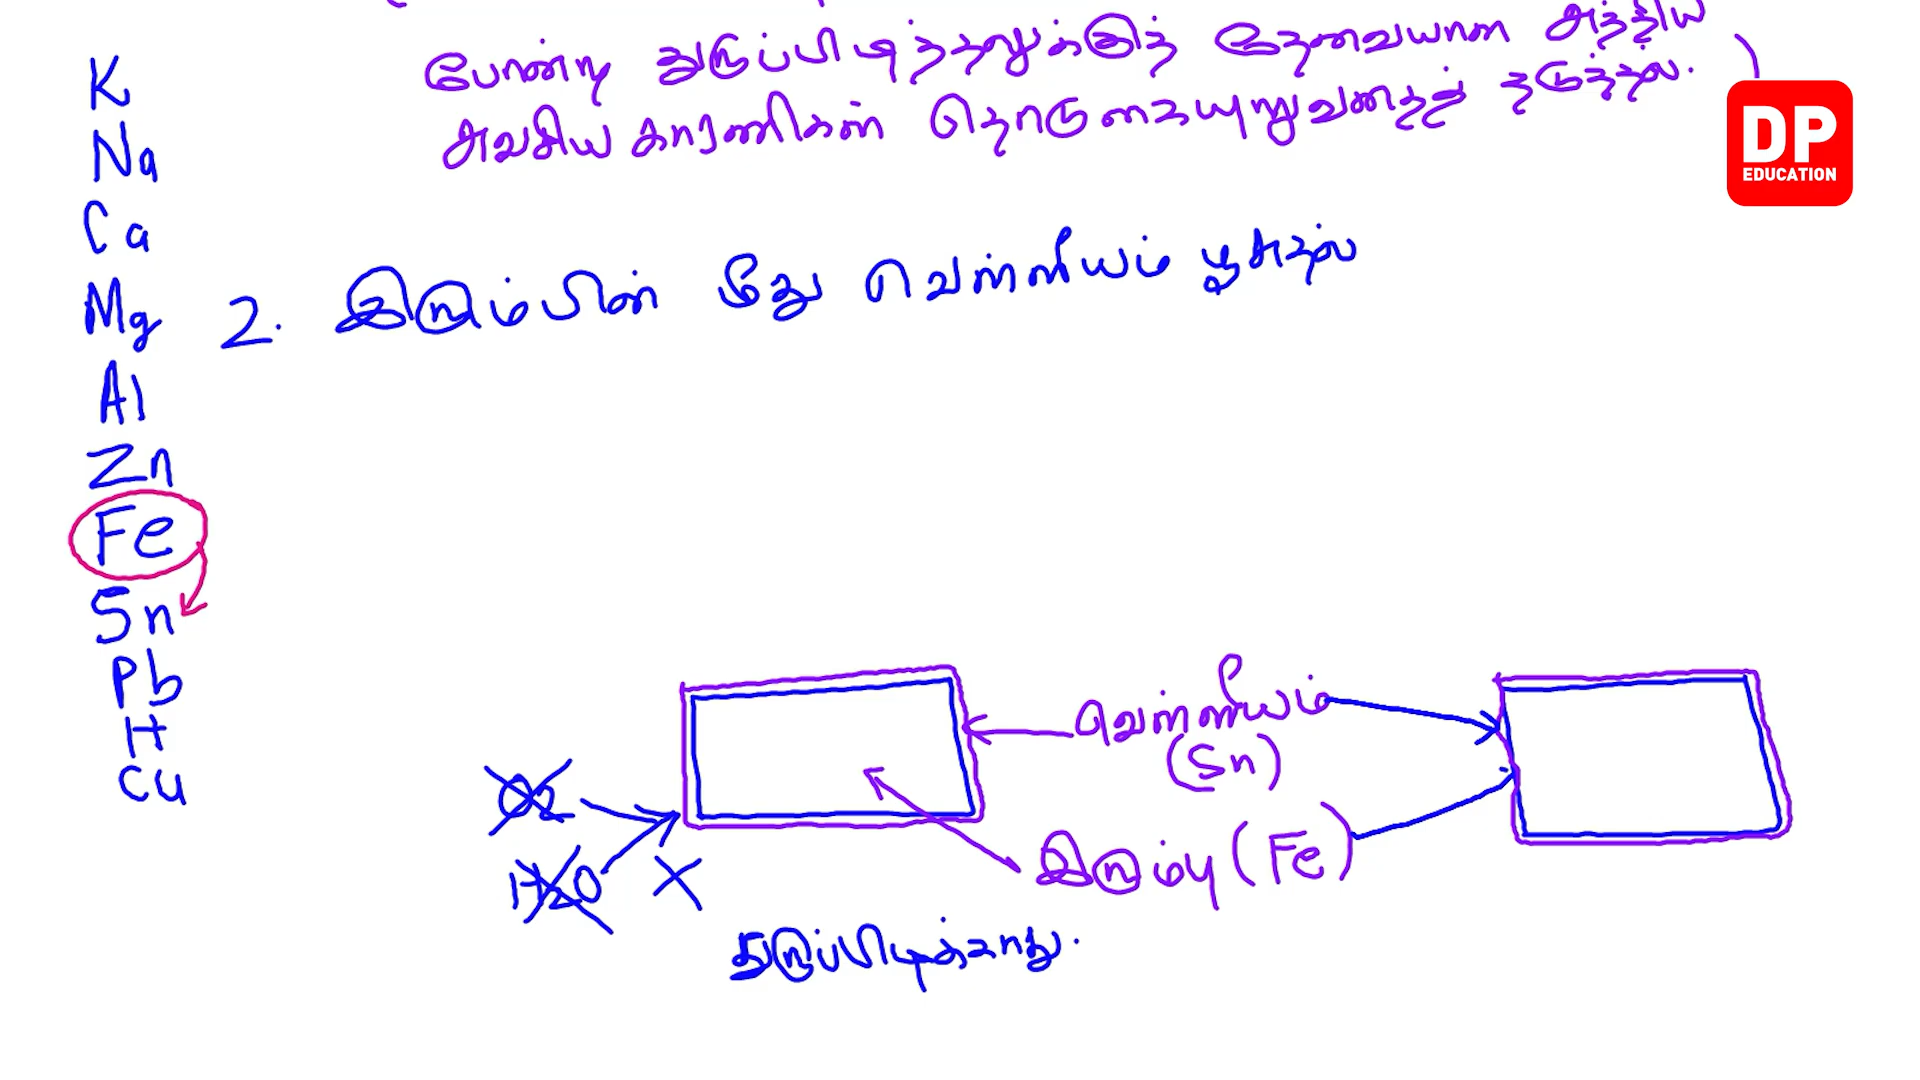 போன்ற துருப்பிடித்தலுக்குத் தேவையான அத்திய
அவசிய காரணிகள் தொடுகையுறுவதைத் தடுத்தல். )
DP
EDUCATION
K
Na
Ca
Mg
Al
Zn
Fe
Sn
Pb
H
Cu
2. இரும்பின் மீது வெள்ளீயம் பூசுதல்
வெள்ளீயம்
(Sn)
O2
H2O
X
இரும்பு (Fe)
துருப்பிடிக்காது.